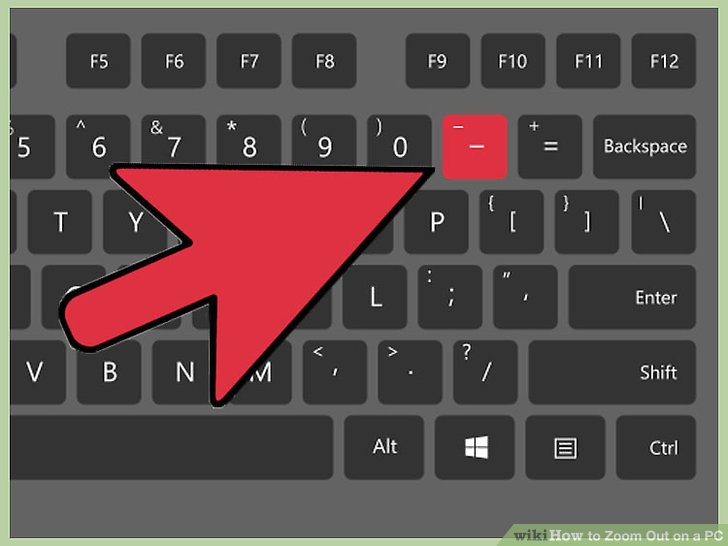 F5 F6 F7 F8 F9 F10 F11 F12
5 ^ 6 & 7 * 8 ( 9 ) 0 – – + = Backspace
T Y P { [ } ] | \
L : ; " ' Enter
V B N M < , > . ? / Shift
Alt Ctrl
wikiHow to Zoom Out on a PC